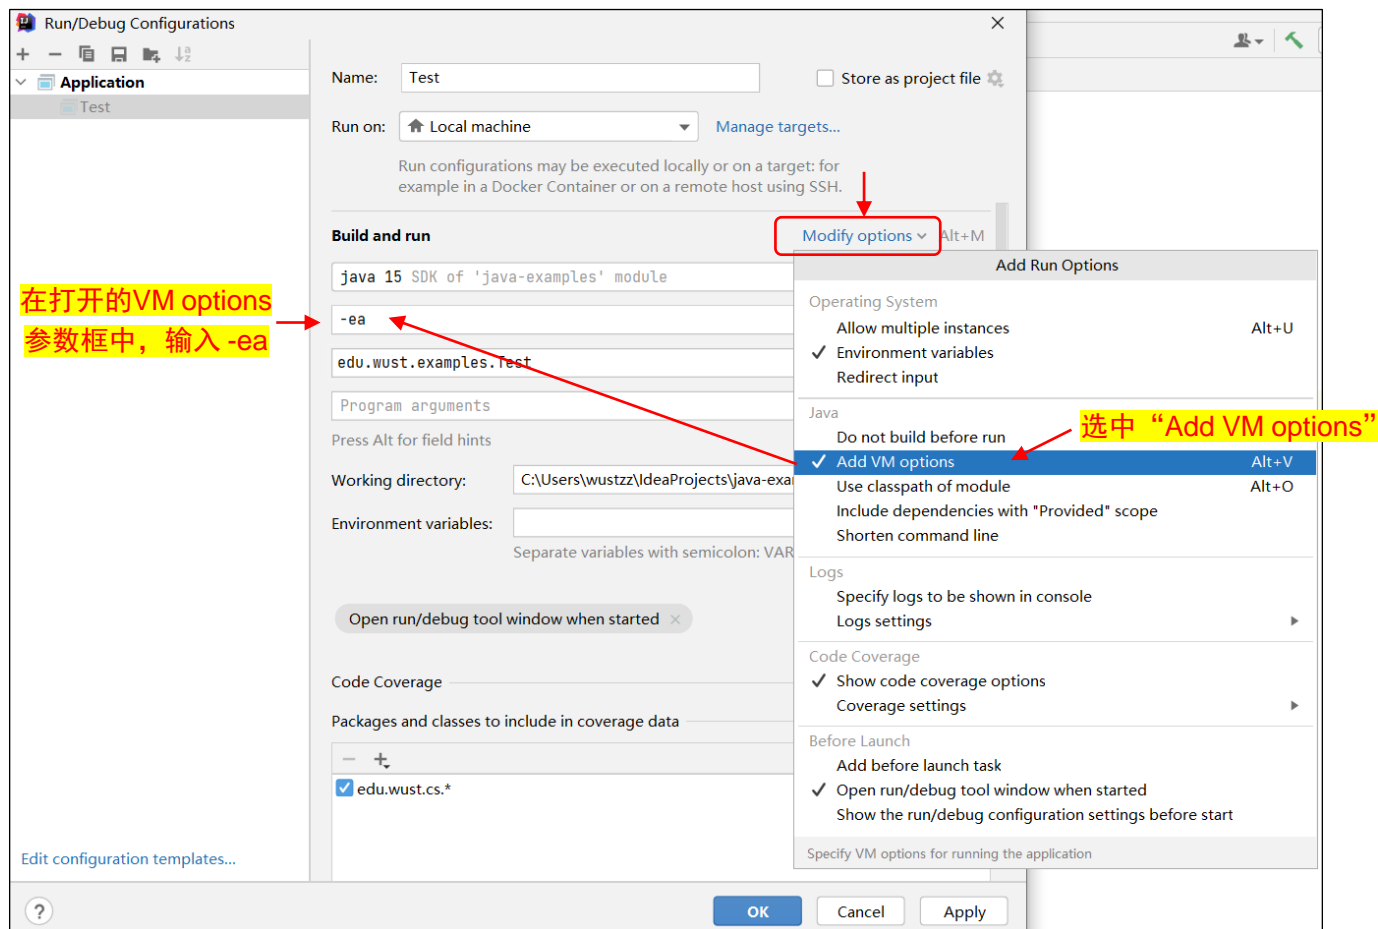 Run/Debug Configurations
Application
Test
Name:
Test
Store as project file
Run on:
Local machine
Manage targets...
Run configurations may be executed locally or on a target: for
example in a Docker Container or on a remote host using SSH.
Build and run
Modify options
Alt+M
java 15 SDK of 'java-examples' module
在打开的VM options
参数框中，输入 -ea
-ea
edu.wust.examples.Test
Program arguments
Press Alt for field hints
Working directory:
C:\Users\wustzz\IdeaProjects\java-exa
Environment variables:
Separate variables with semicolon: VAR
Open run/debug tool window when started
Code Coverage
Packages and classes to include in coverage data
edu.wust.cs.*
Edit configuration templates...
?
OK
Cancel
Apply
Add Run Options
Operating System
Allow multiple instances Alt+U
Environment variables
Redirect input
Java
Do not build before run
选中“Add VM options”
Add VM options Alt+V
Use classpath of module Alt+O
Include dependencies with "Provided" scope
Shorten command line
Logs
Specify logs to be shown in console
Logs settings
Code Coverage
Show code coverage options
Coverage settings
Before Launch
Add before launch task
Open run/debug tool window when started
Show the run/debug configuration settings before start
Specify VM options for running the application